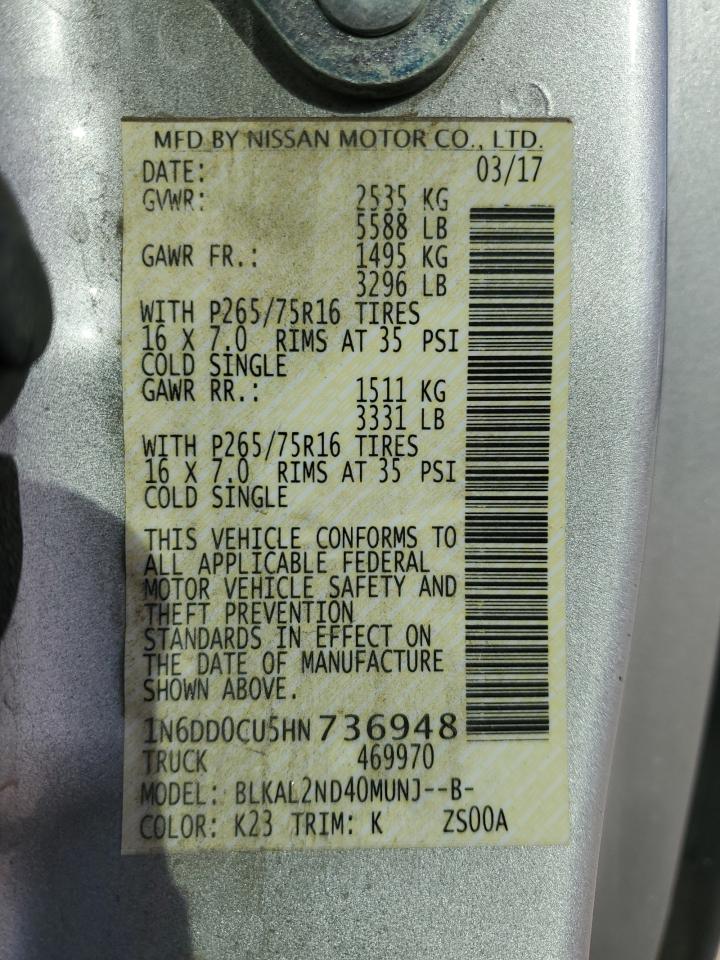 MFD BY NISSAN MOTOR CO., LTD.
DATE: 03/17
GVWR: 2535 KG
5588 LB
GAWR FR.: 1495 KG
3296 LB
WITH P265/75R16 TIRES
16 X 7.0 RIMS AT 35 PSI
COLD SINGLE
GAWR RR.: 1511 KG
3331 LB
WITH P265/75R16 TIRES
16 X 7.0 RIMS AT 35 PSI
COLD SINGLE
THIS VEHICLE CONFORMS TO
ALL APPLICABLE FEDERAL
MOTOR VEHICLE SAFETY AND
THEFT PREVENTION
STANDARDS IN EFFECT ON
THE DATE OF MANUFACTURE
SHOWN ABOVE.
1N6DD0CU5HN736948
TRUCK 469970
MODEL: BLKAL2ND40MUNJ--B-
COLOR: K23 TRIM: K ZS00A